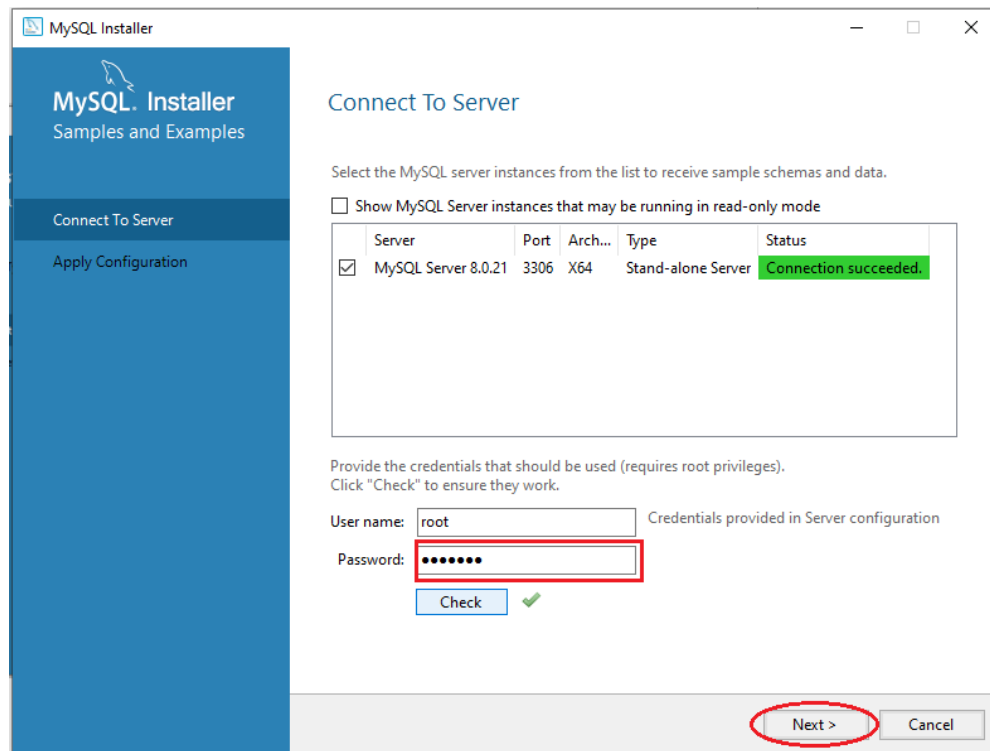 MySQL Installer
MySQL. Installer
Samples and Examples
Connect To Server
Apply Configuration
Connect To Server
Select the MySQL server instances from the list to receive sample schemas and data.
Show MySQL Server instances that may be running in read-only mode
Server Port Arch... Type Status
MySQL Server 8.0.21 3306 X64 Stand-alone Server Connection succeeded.
Provide the credentials that should be used (requires root privileges).
Click "Check" to ensure they work.
User name: root Credentials provided in Server configuration
Password: •••••••
Check
Next > Cancel